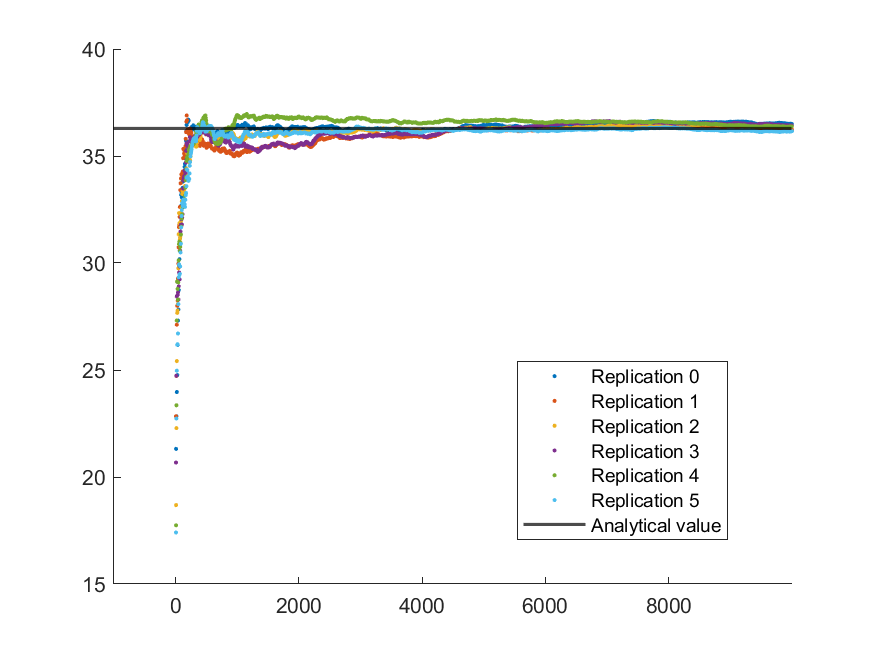 40
35
30
25
20
15
0
2000
4000
6000
8000
Replication 0
Replication 1
Replication 2
Replication 3
Replication 4
Replication 5
Analytical value